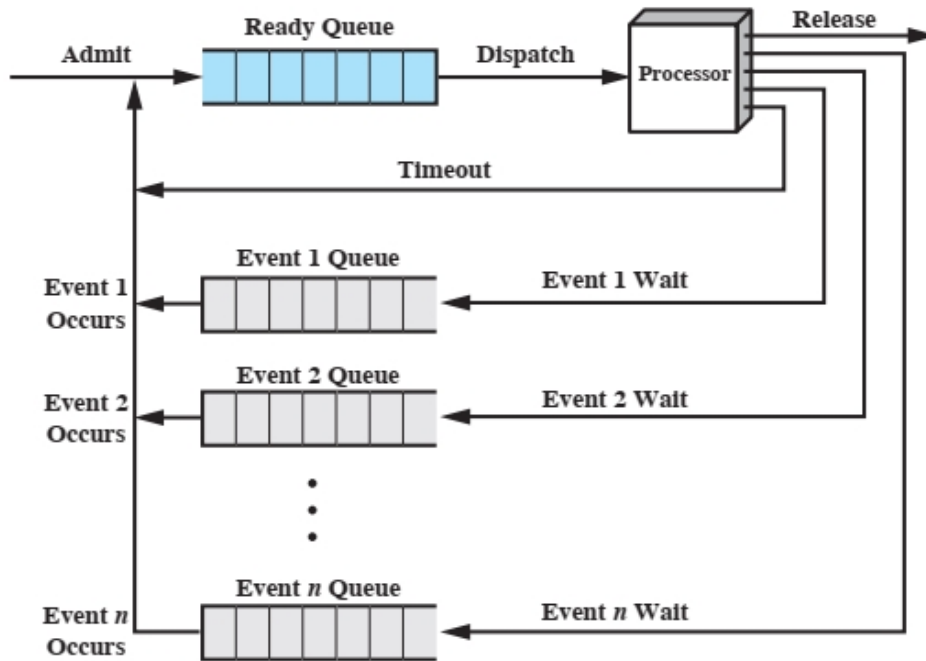 Ready Queue
Release
Admit
Dispatch
Processor
Timeout
Event 1 Queue
Event 1
Occurs
Event 1 Wait
Event 2 Queue
Event 2
Occurs
Event 2 Wait
Event n Queue
Event n
Occurs
Event n Wait